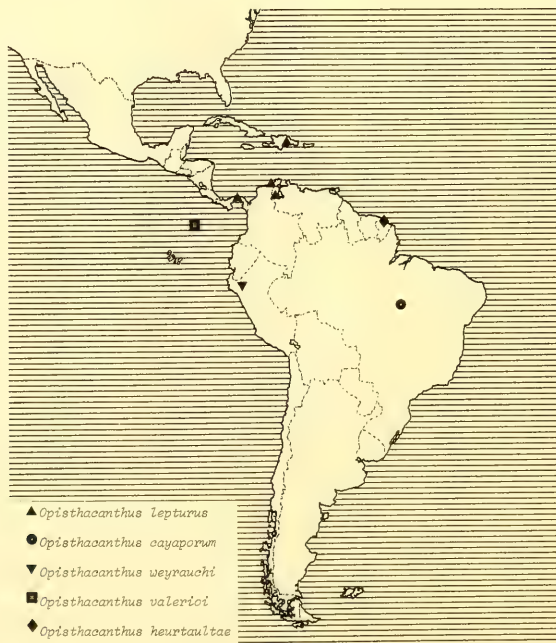 Opisthacanthus lepturus
Opisthacanthus cayaporum
Opisthacanthus weyrauchi
Opisthacanthus valerioi
Opisthacanthus heurtaultae